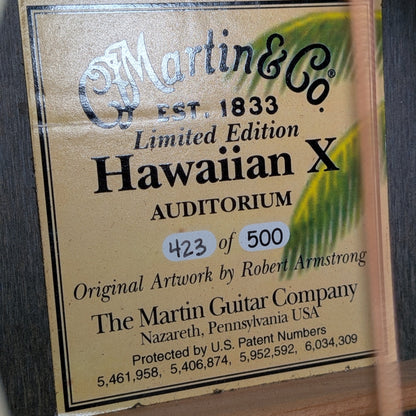 CF Martin & Co.®
EST. 1833
Limited Edition
Hawaiian X
AUDITORIUM
423 of 500
Original Artwork by Robert Armstrong
The Martin Guitar Company
Nazareth, Pennsylvania USA
Protected by U.S. Patent Numbers
5,461,958, 5,406,874, 5,952,592, 6,034,309